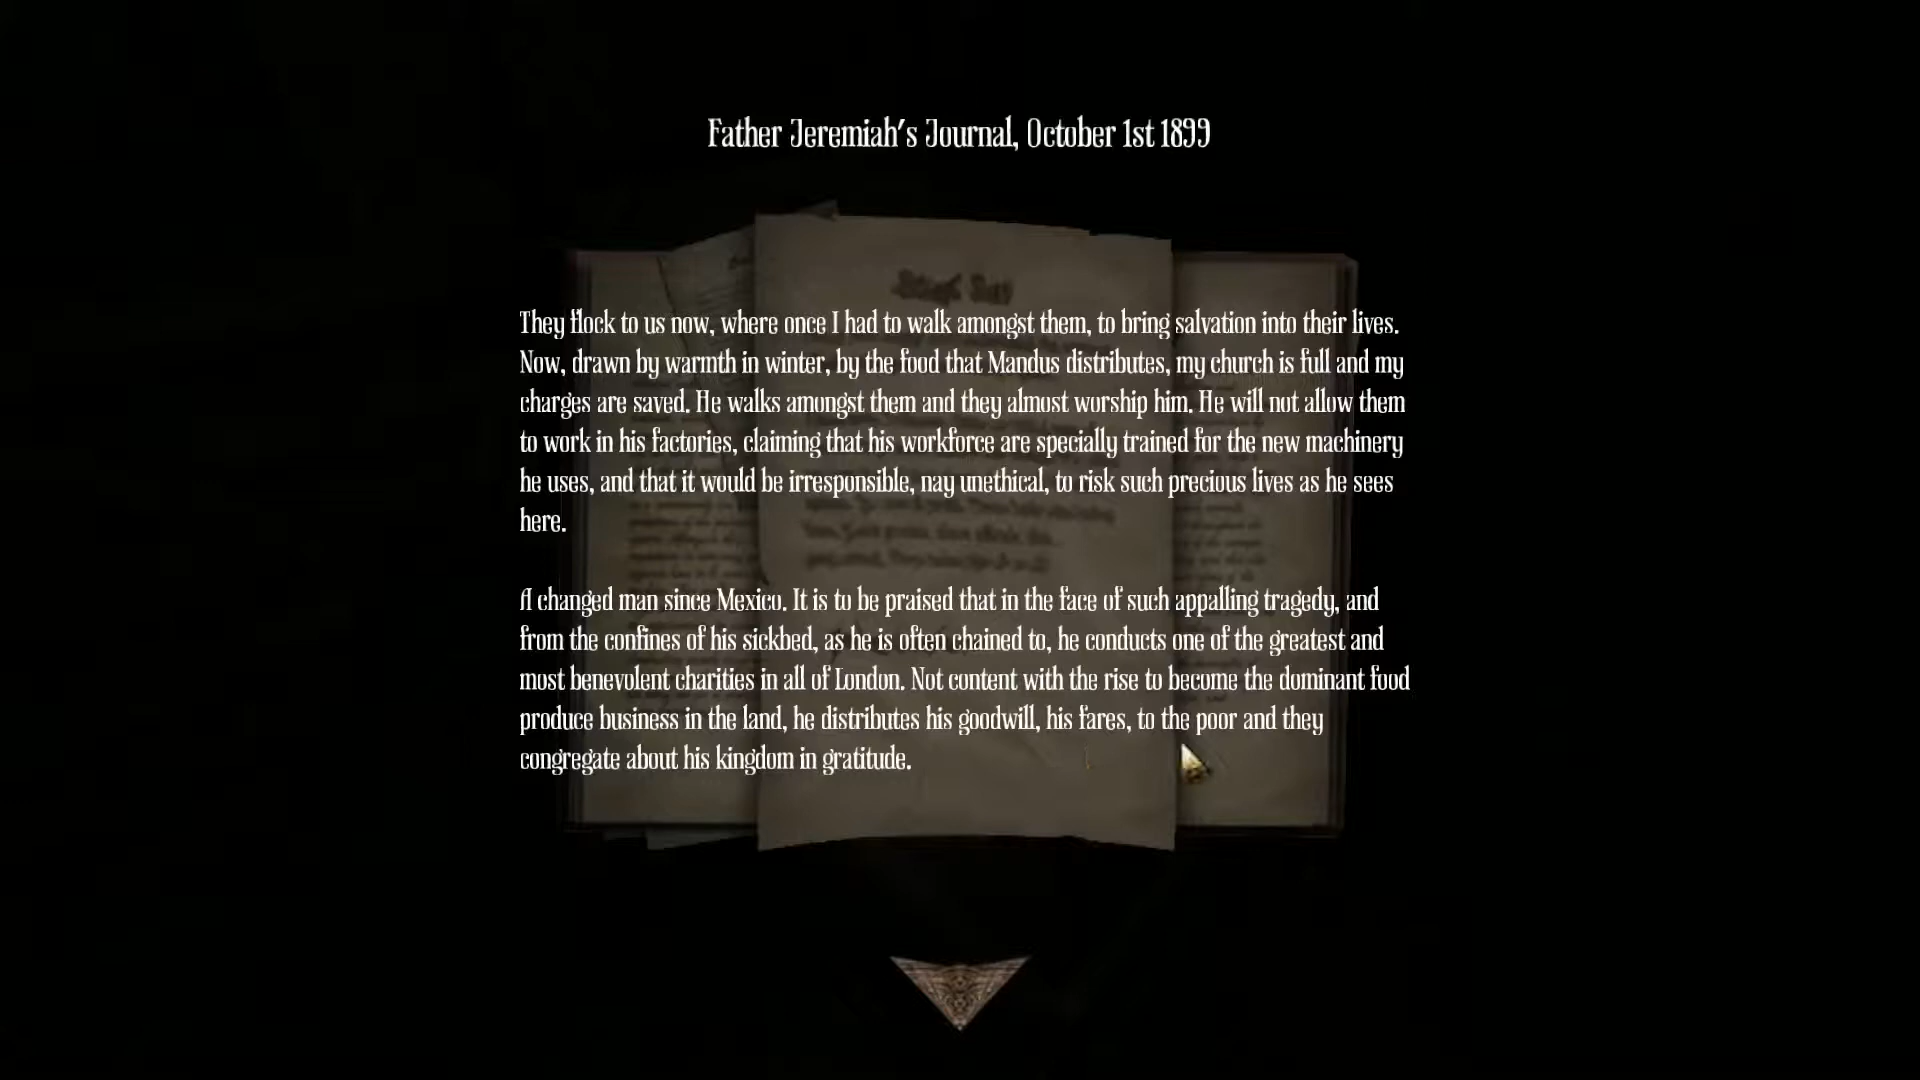 Father Jeremiah's Journal, October 1st 1899
They flock to us now, where once I had to walk amongst them, to bring salvation into their lives.
Now, drawn by warmth in winter, by the food that Mandus distributes, my church is full and my
charges are saved. He walks amongst them and they almost worship him. He will not allow them
to work in his factories, claiming that his workforce are specially trained for the new machinery
he uses, and that it would be irresponsible, nay unethical, to risk such precious lives as he sees
here.
A changed man since Mexico. It is to be praised that in the face of such appalling tragedy, and
from the confines of his sickbed, as he is often chained to, he conducts one of the greatest and
most benevolent charities in all of London. Not content with the rise to become the dominant food
produce business in the land, he distributes his goodwill, his fares, to the poor and they
congregate about his kingdom in gratitude.